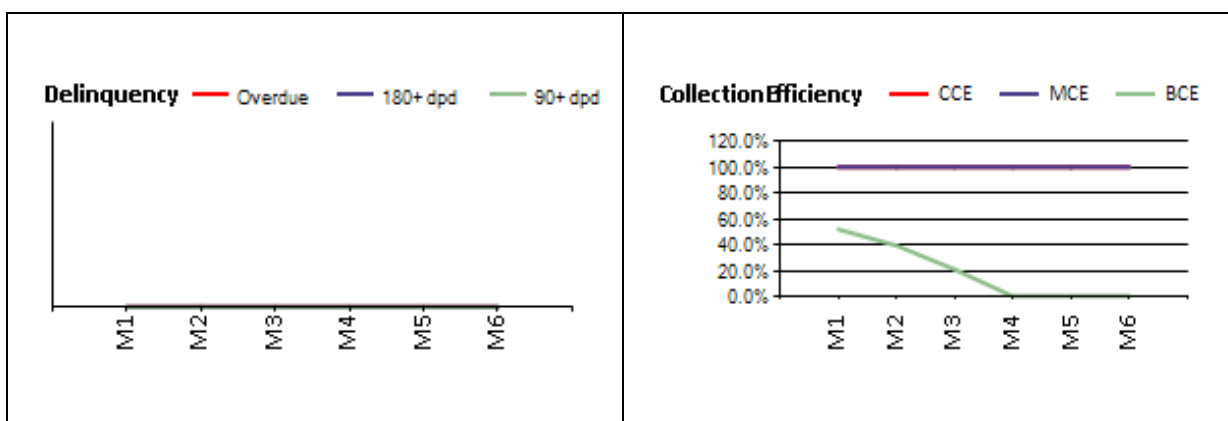 Delinquency Overdue 180+ dpd 90+ dpd
M1 M2 M3 M4 M5 M6
Collection Efficiency CCE MCE BCE
120.0%
100.0%
80.0%
60.0%
40.0%
20.0%
0.0%
M1 M2 M3 M4 M5 M6